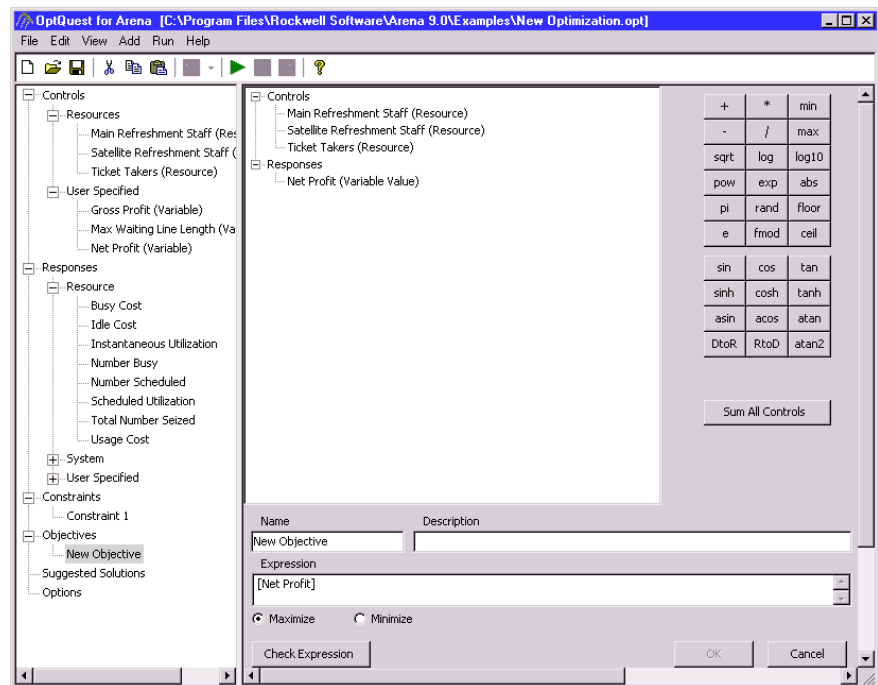 OptQuest for Arena [C:\Program Files\Rockwell Software\Arena 9.0\Examples\New Optimization.opt]
File Edit View Add Run Help
Controls
Resources
Main Refreshment Staff (Res
Satellite Refreshment Staff (
Ticket Takers (Resource)
User Specified
Gross Profit (Variable)
Max Waiting Line Length (Va
Net Profit (Variable)
Responses
Resource
Busy Cost
Idle Cost
Instantaneous Utilization
Number Busy
Number Scheduled
Scheduled Utilization
Total Number Seized
Usage Cost
System
User Specified
Constraints
Constraint 1
Objectives
New Objective
Suggested Solutions
Options
Controls
Main Refreshment Staff (Resource)
Satellite Refreshment Staff (Resource)
Ticket Takers (Resource)
Responses
Net Profit (Variable Value)
+ * min
- / max
sqrt log log10
pow exp abs
pi rand floor
e fmod ceil
sin cos tan
sinh cosh tanh
asin acos atan
DtoR RtoD atan2
Sum All Controls
Name Description
New Objective
Expression
[Net Profit]
Maximize Minimize
Check Expression OK Cancel